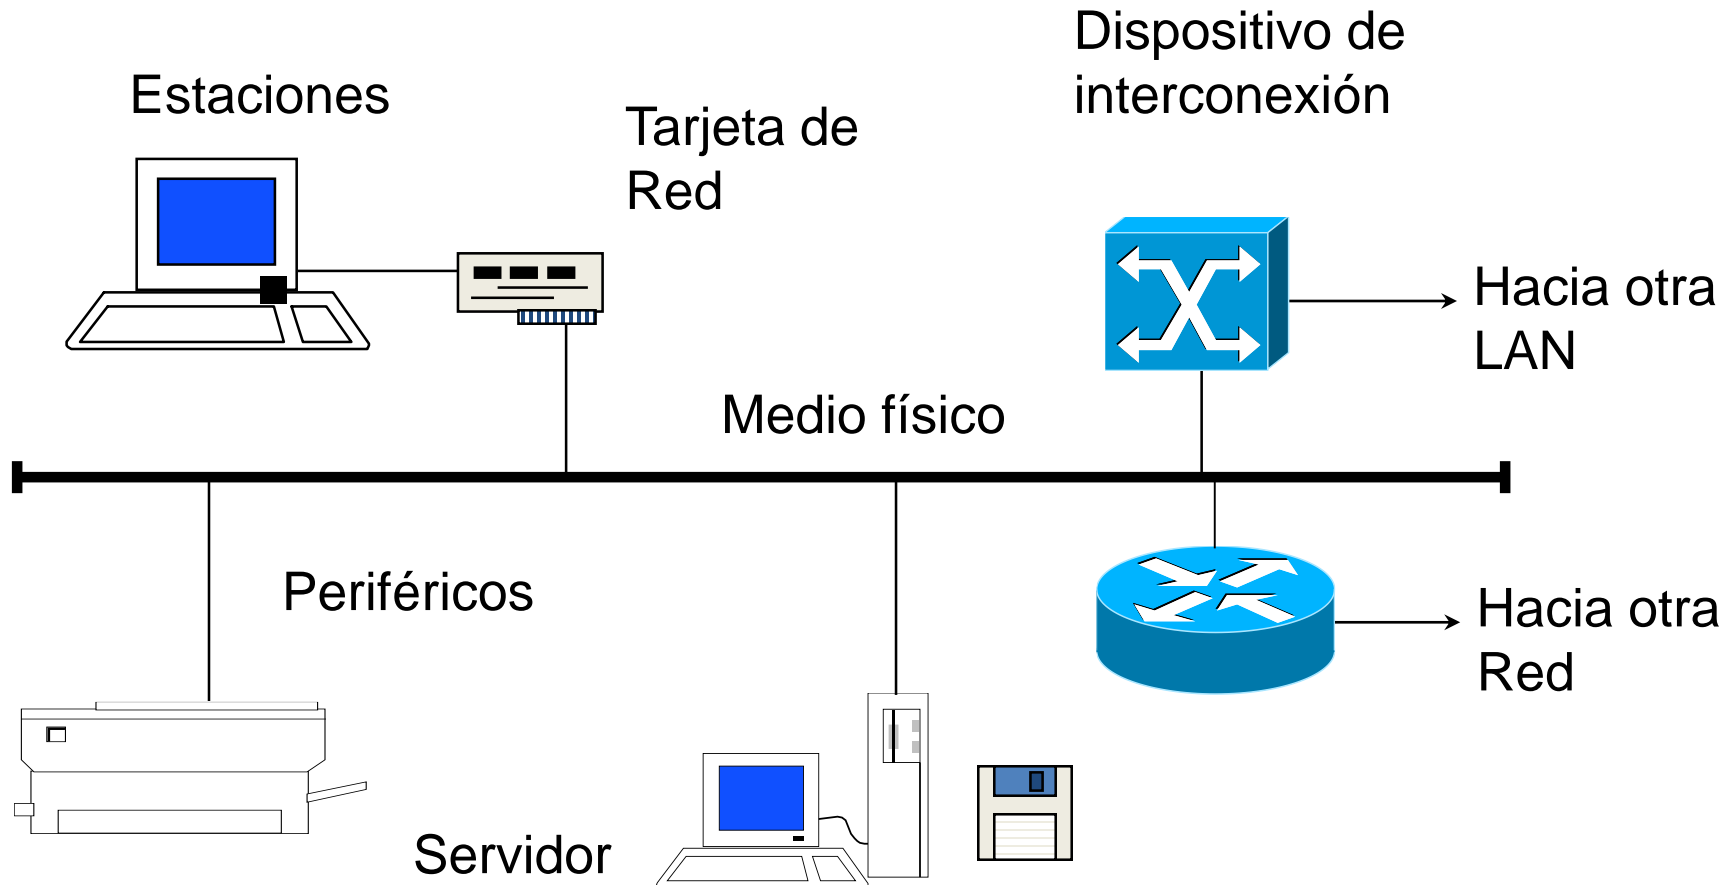 Dispositivo de
interconexión
Estaciones
Tarjeta de
Red
Hacia otra
LAN
Medio físico
Periféricos
Hacia otra
Red
Servidor